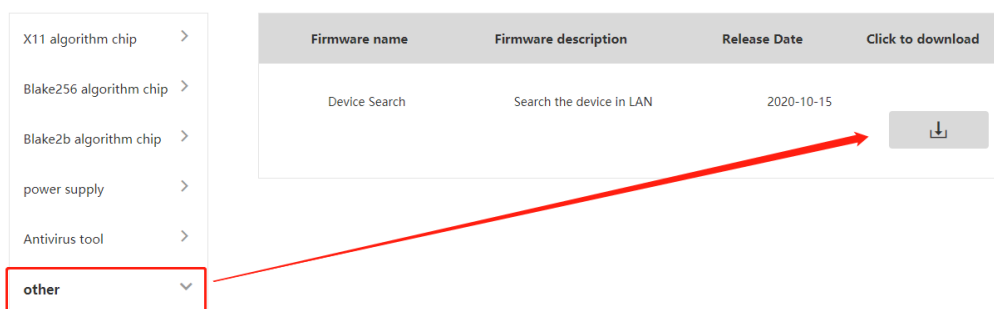 X11 algorithm chip
Blake256 algorithm chip
Blake2b algorithm chip
power supply
Antivirus tool
other
Firmware name Firmware description Release Date Click to download
Device Search Search the device in LAN 2020-10-15